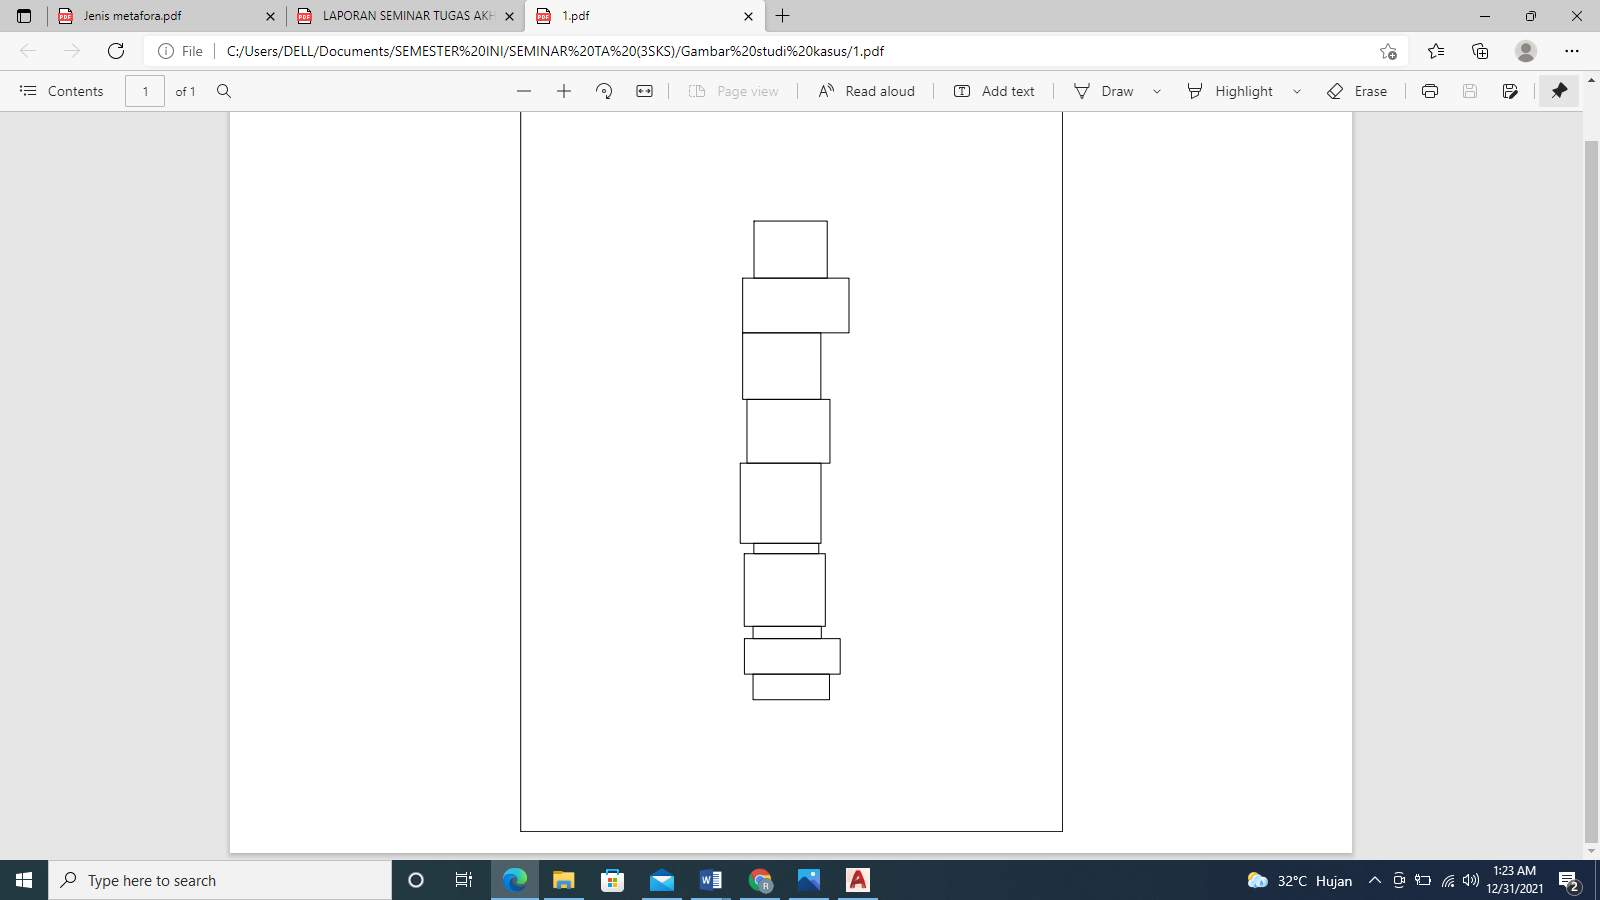 Jenis metafora.pdf
LAPORAN SEMINAR TUGAS AKH
1.pdf
File
C:/Users/DELL/Documents/SEMESTER%20INI/SEMINAR%20TA%20(3SKS)/Gambar%20studi%20kasus/1.pdf
Contents
1
of 1
Page view
Read aloud
Add text
Draw
Highlight
Erase
Type here to search
32°C Hujan
1:23 AM
12/31/2021
2